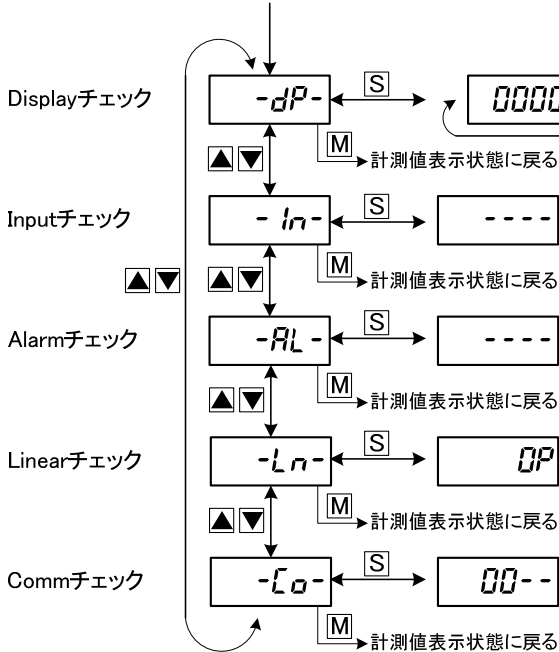 Displayチェック -dP- S 0000
▲ ▼ M 計測値表示状態に戻る
Inputチェック - In- S ----
▲ ▼ ▲ ▼ M 計測値表示状態に戻る
Alarmチェック -AL- S ----
▲ ▼ M 計測値表示状態に戻る
Linearチェック -Ln- S OP
▲ ▼ M 計測値表示状態に戻る
Commチェック -Co- S 00--
M 計測値表示状態に戻る